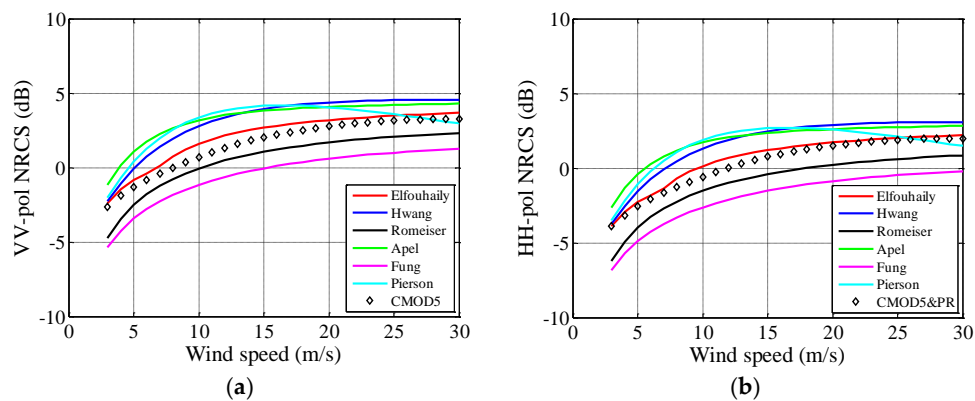 10
5
0
-5
-10
VV-pol NRCS (dB)
Elfouhaily
Hwang
Romeiser
Apel
Fung
Pierson
CMOD5
0 5 10 15 20 25 30
Wind speed (m/s)
(a)
10
5
0
-5
-10
HH-pol NRCS (dB)
Elfouhaily
Hwang
Romeiser
Apel
Fung
Pierson
CMOD5&PR
0 5 10 15 20 25 30
Wind speed (m/s)
(b)